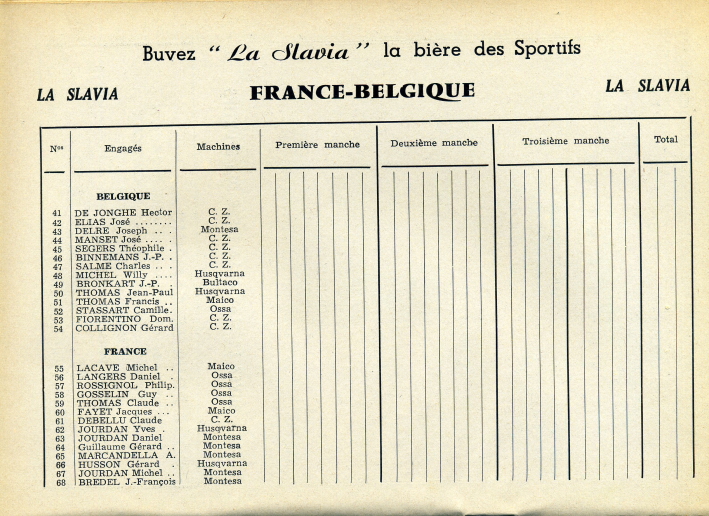 Buvez "La Slavia" la bière des Sportifs
LA SLAVIA FRANCE-BELGIQUE LA SLAVIA
Nos Engagés Machines Première manche Deuxième manche Troisième manche Total
BELGIQUE
41 DE JONGHE Hector C. Z.
42 ELIAS José ........ C. Z.
43 DELRE Joseph .. . Montesa
44 MANSET José .... . C. Z.
45 SEGERS Théophile . C. Z.
46 BINNEMANS J.-P. . C. Z.
47 SALME Charles .. . C. Z.
48 MICHEL Willy .... Husqvarna
49 BRONKART J.-P. . Bultaco
50 THOMAS Jean-Paul Husqvarna
51 THOMAS Francis .. Maico
52 STASSART Camille. Ossa
53 FIORENTINO Dom. C. Z.
54 COLLIGNON Gérard C. Z.
FRANCE
55 LACAVE Michel .. Maico
56 LANGERS Daniel . Ossa
57 ROSSIGNOL Philip. Ossa
58 GOSSELIN Guy .. Ossa
59 THOMAS Claude .. Ossa
60 FAYET Jacques ... Maico
61 DEBELLU Claude C. Z.
62 JOURDAN Yves . Husqvarna
63 JOURDAN Daniel Montesa
64 Guillaume Gérard .. Montesa
65 MARCANDELLA A. Montesa
66 HUSSON Gérard . Husqvarna
67 JOURDAN Michel .. Montesa
68 BREDEL J.-François Montesa